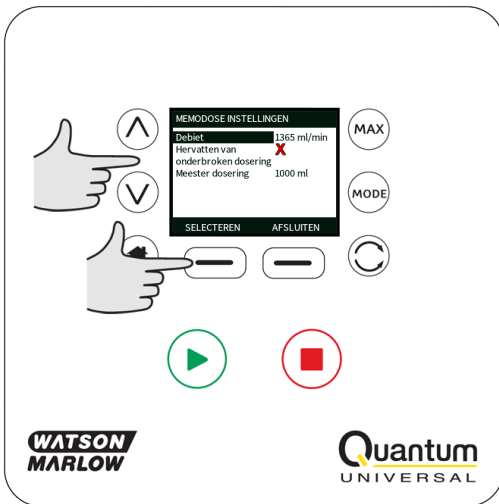 MEMODOSE INSTELLINGEN
Debiet 1365 ml/min
Hervatten van X
onderbroken dosering
Meester dosering 1000 ml
SELECTEREN AFSLUITEN
MAX
MODE
WATSON
MARLOW
Quantum
UNIVERSAL